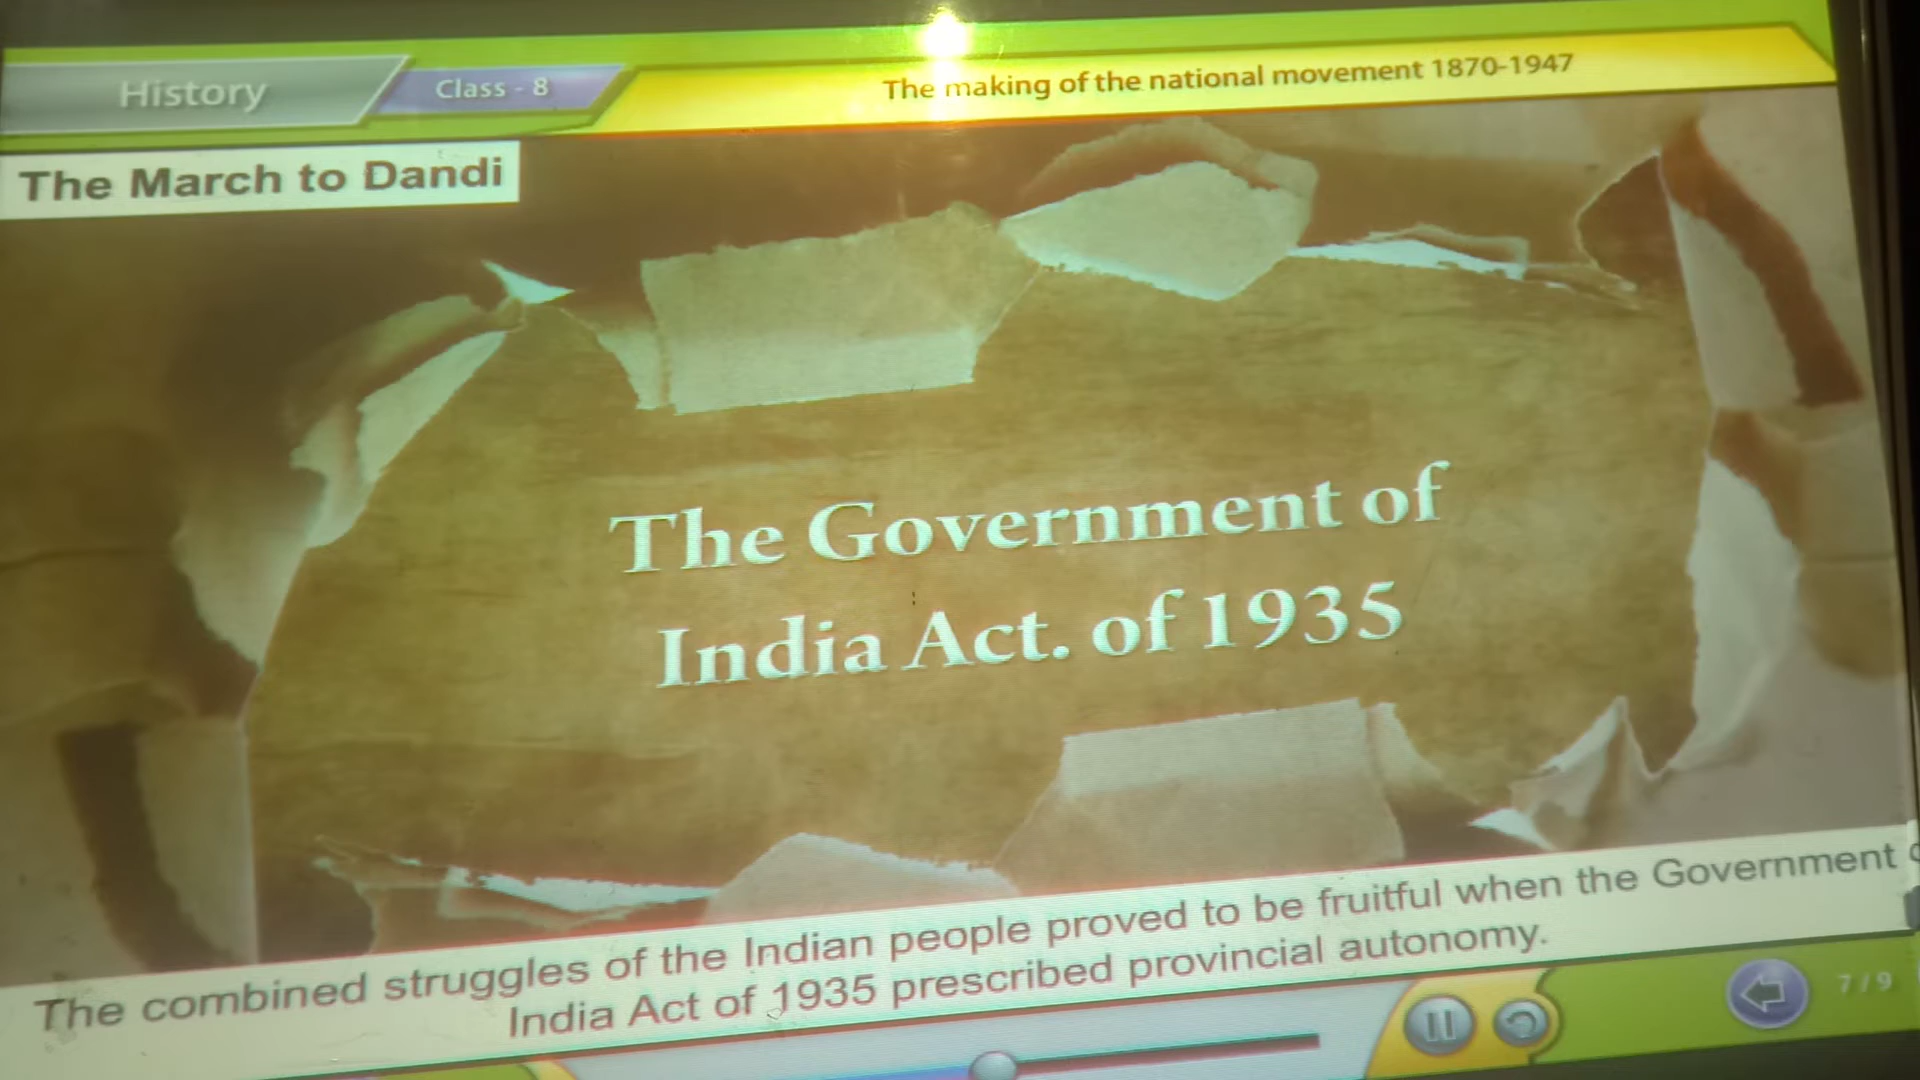 History
Class - 8
The making of the national movement 1870-1947
The March to Dandi
The Government of
India Act. of 1935
The combined struggles of the Indian people proved to be fruitful when the Government
India Act of 1935 prescribed provincial autonomy.
7/9